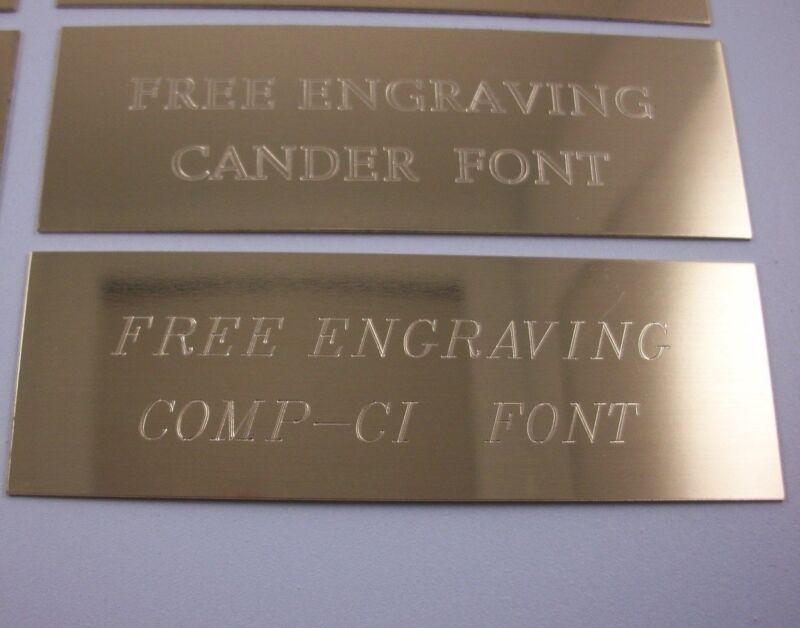 FREE ENGRAVING
CANDER FONT
FREE ENGRAVING
COMP-CI FONT